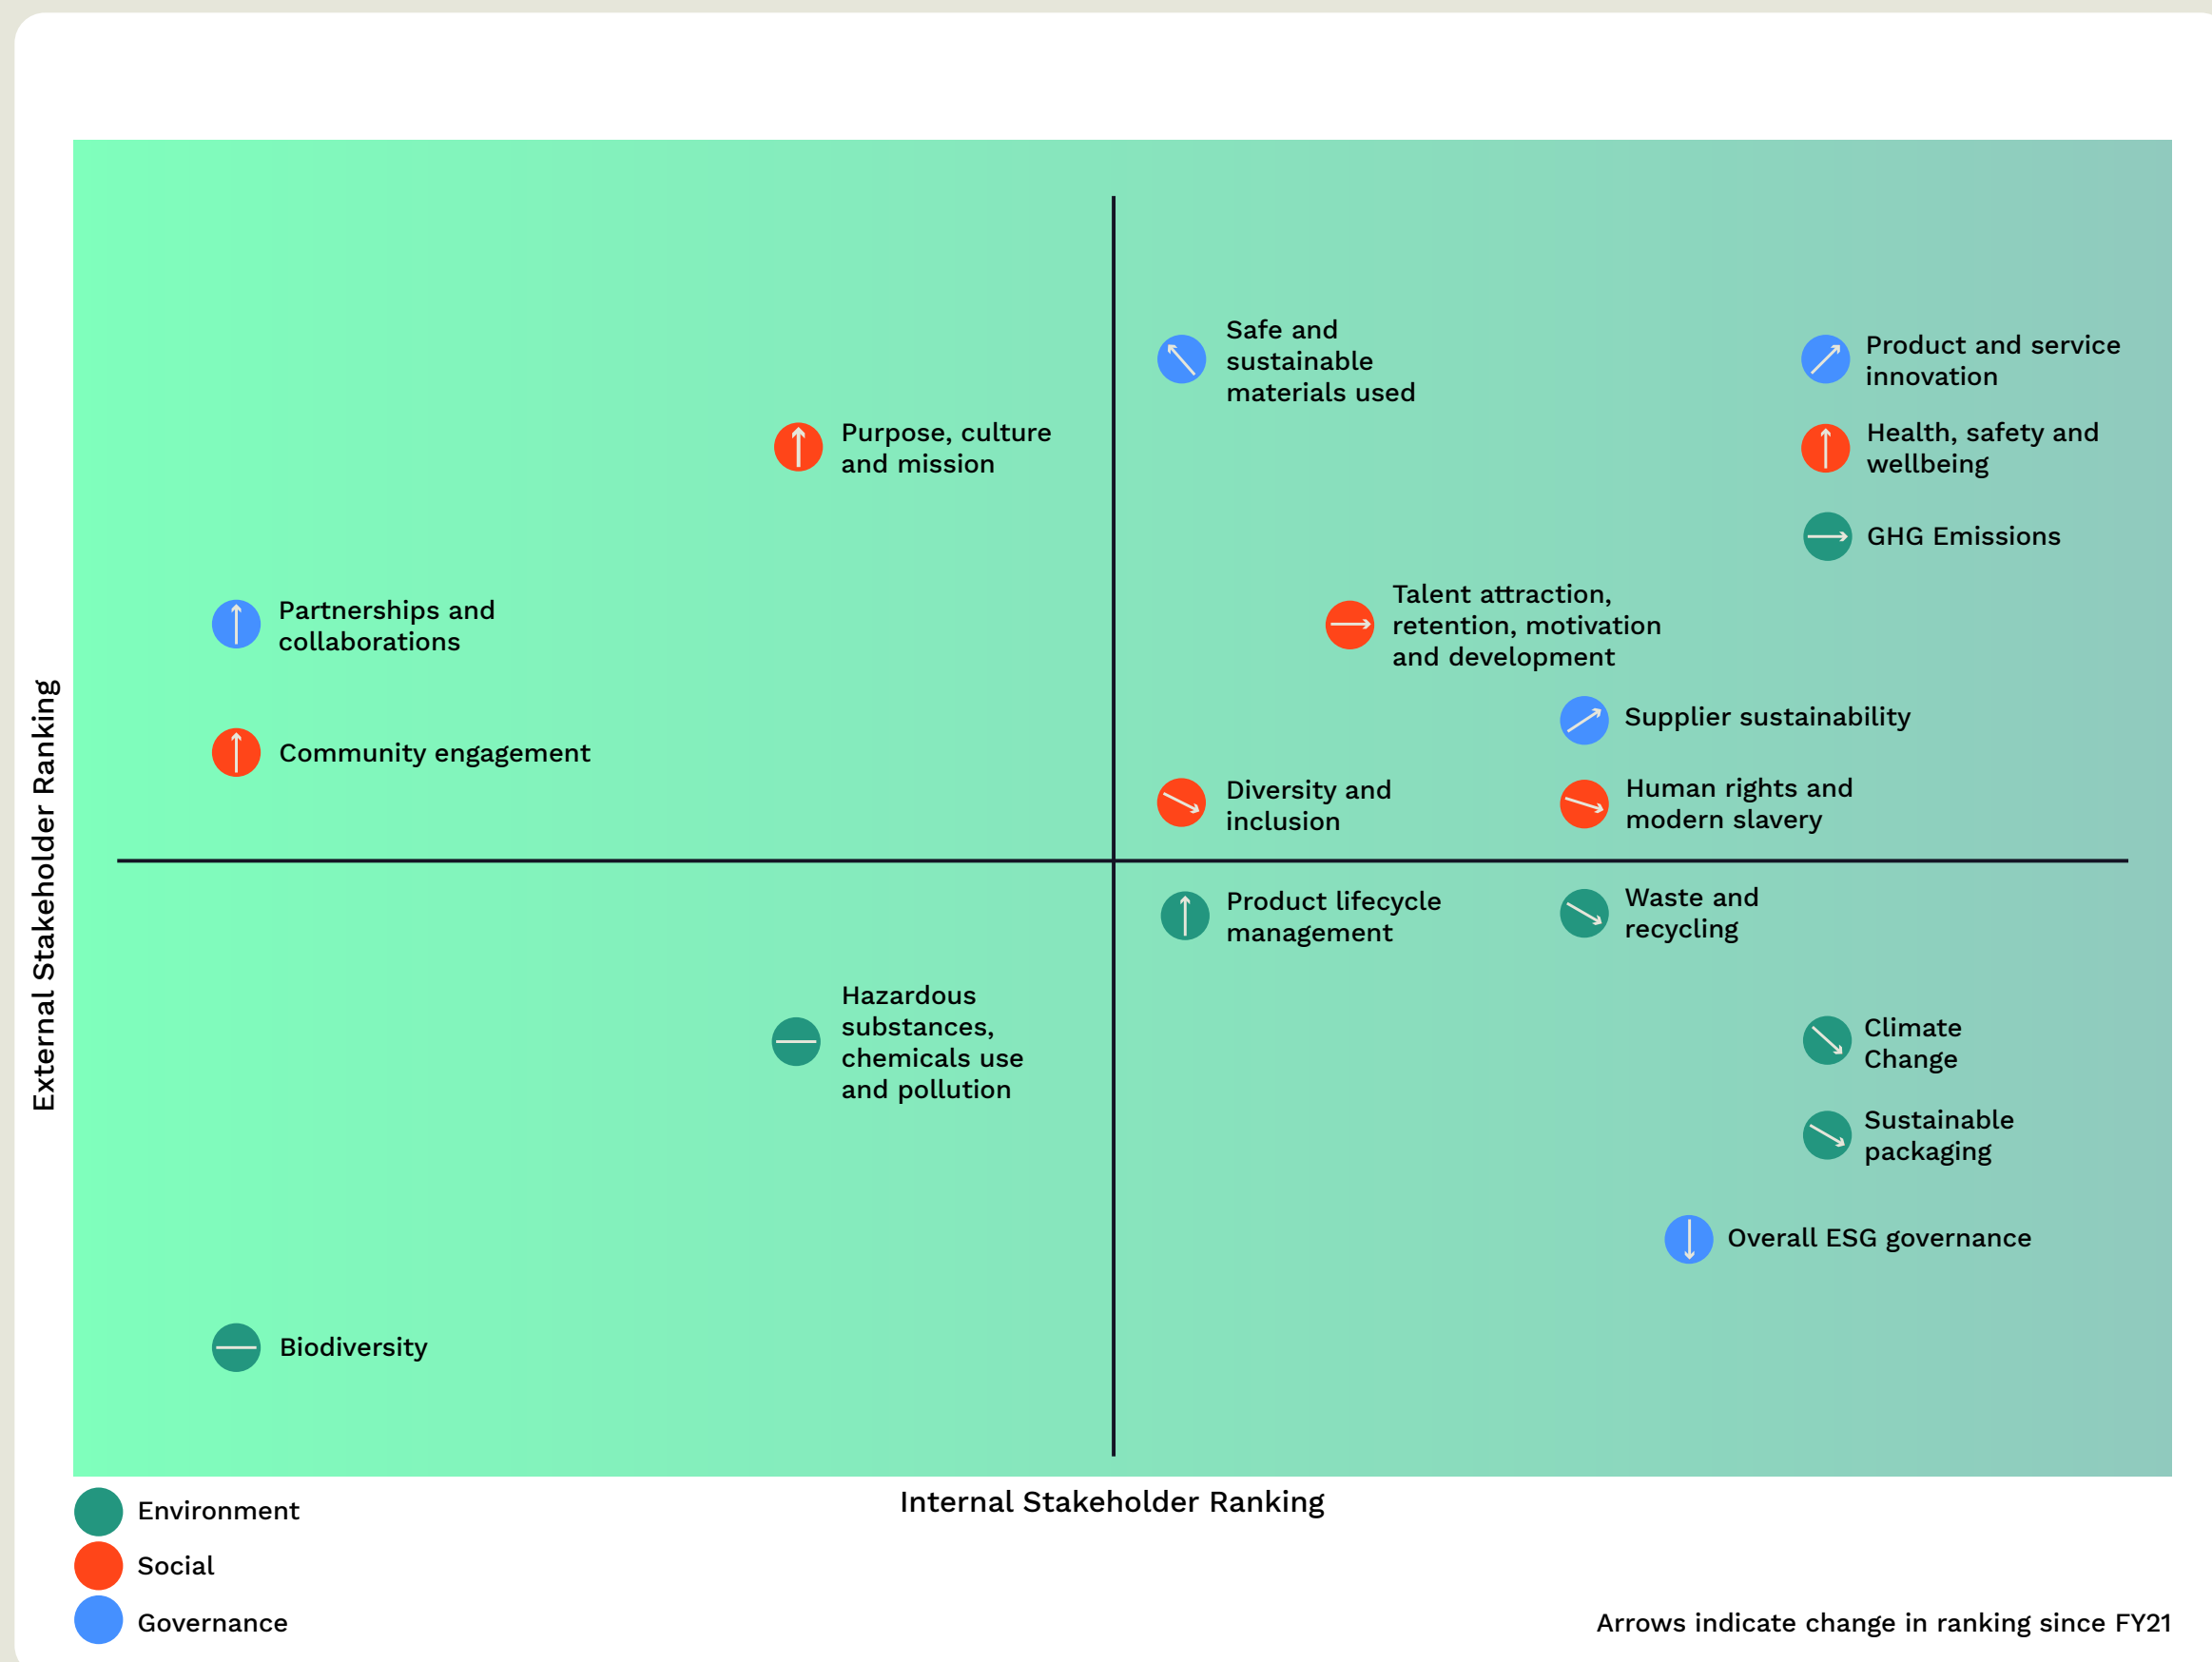 Safe and
sustainable
materials used
Product and service
innovation
Purpose, culture
and mission
Health, safety and
wellbeing
GHG Emissions
Partnerships and
collaborations
Talent attraction,
retention, motivation
and development
Supplier sustainability
Community engagement
Diversity and
inclusion
Human rights and
modern slavery
External Stakeholder Ranking
Product lifecycle
management
Waste and
recycling
Hazardous
substances,
chemicals use
and pollution
Climate
Change
Sustainable
packaging
Overall ESG governance
Biodiversity
Internal Stakeholder Ranking
Environment
Social
Governance
Arrows indicate change in ranking since FY21